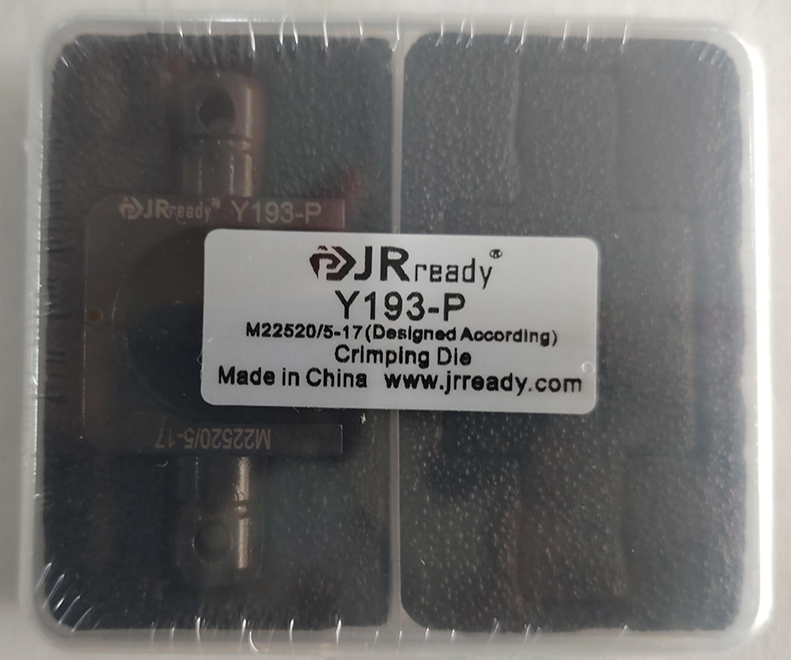 JRready® Y193-P
JRready®
Y193-P
M22520/5-17(Designed According)
Crimping Die
Made in China www.jrready.com
M22520/5-17